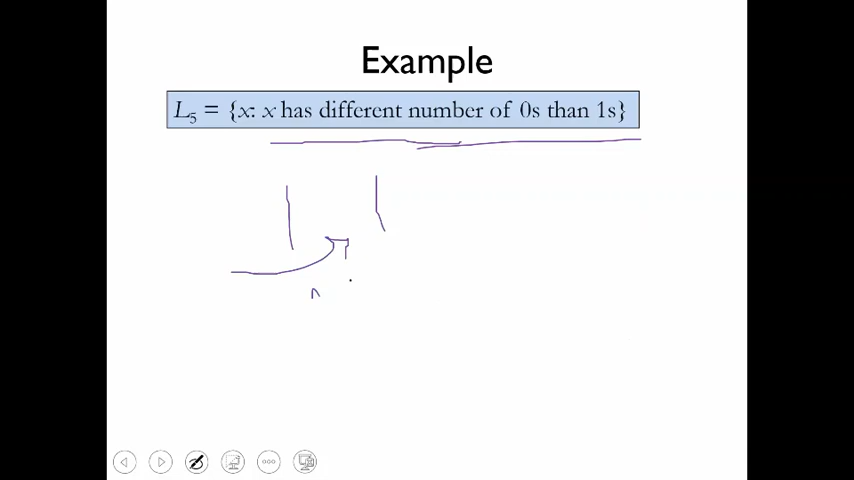 Example
L₅ = {x: x has different number of 0s than 1s}
n